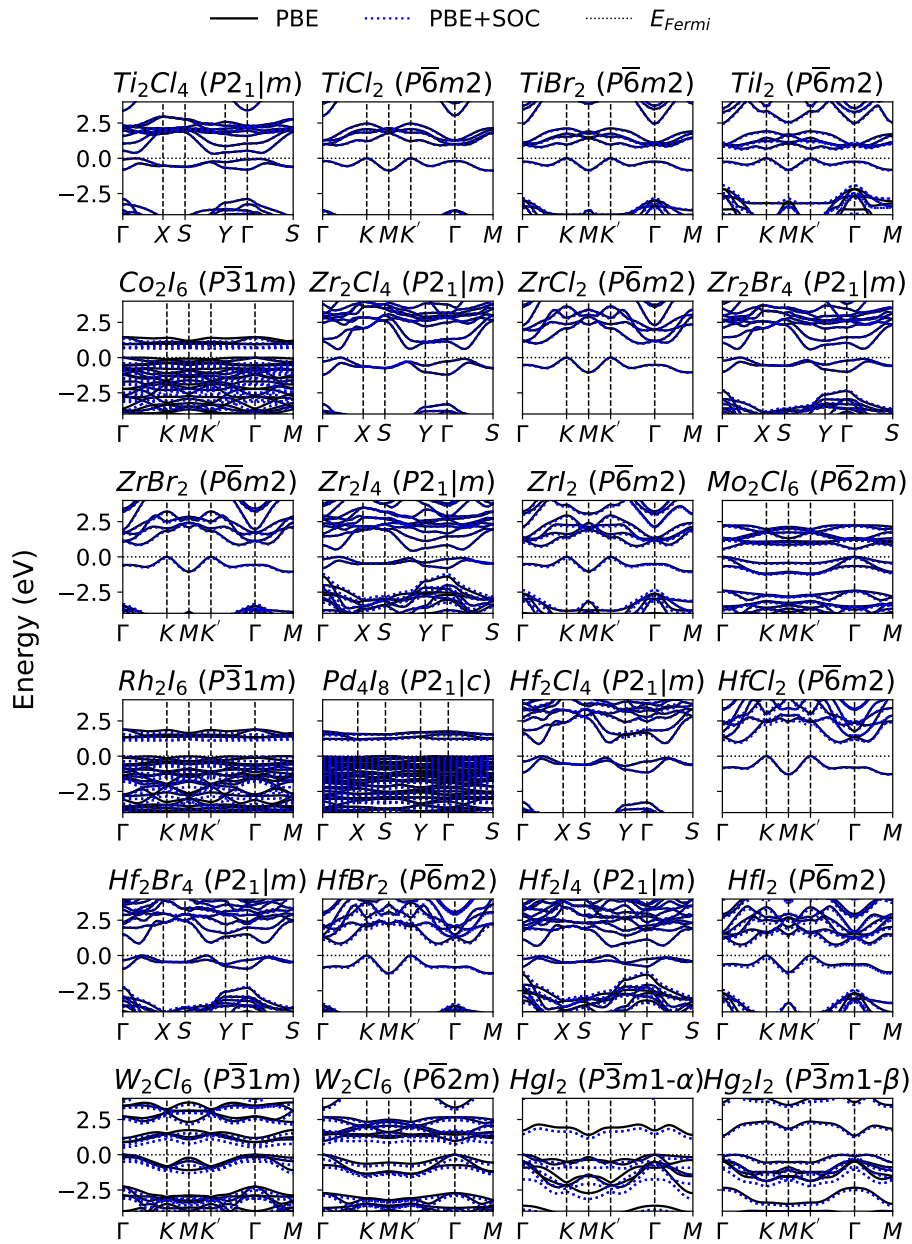 PBE PBE+SOC E_Fermi
Ti₂Cl₄ (P2₁|m) TiCl₂ (P6̅m2) TiBr₂ (P6̅m2) TiI₂ (P6̅m2)
2.5
0.0
−2.5
Γ X S Y Γ S Γ K M K′ Γ M Γ K M K′ Γ M Γ K M K′ Γ M
Co₂I₆ (P3̅1m) Zr₂Cl₄ (P2₁|m) ZrCl₂ (P6̅m2) Zr₂Br₄ (P2₁|m)
2.5
0.0
−2.5
Γ K M K′ Γ M Γ X S Y Γ S Γ K M K′ Γ M Γ X S Y Γ S
ZrBr₂ (P6̅m2) Zr₂I₄ (P2₁|m) ZrI₂ (P6̅m2) Mo₂Cl₆ (P6̅2m)
2.5
0.0
−2.5
Γ K M K′ Γ M Γ X S Y Γ S Γ K M K′ Γ M Γ K M K′ Γ M
Energy (eV)
Rh₂I₆ (P3̅1m) Pd₄I₈ (P2₁|c) Hf₂Cl₄ (P2₁|m) HfCl₂ (P6̅m2)
2.5
0.0
−2.5
Γ K M K′ Γ M Γ X S Y Γ S Γ X S Y Γ S Γ K M K′ Γ M
Hf₂Br₄ (P2₁|m) HfBr₂ (P6̅m2) Hf₂I₄ (P2₁|m) HfI₂ (P6̅m2)
2.5
0.0
−2.5
Γ X S Y Γ S Γ K M K′ Γ M Γ X S Y Γ S Γ K M K′ Γ M
W₂Cl₆ (P3̅1m) W₂Cl₆ (P6̅2m) HgI₂ (P3̅m1-α) Hg₂I₂ (P3̅m1-β)
2.5
0.0
−2.5
Γ K M K′ Γ M Γ K M K′ Γ M Γ K M K′ Γ M Γ K M K′ Γ M